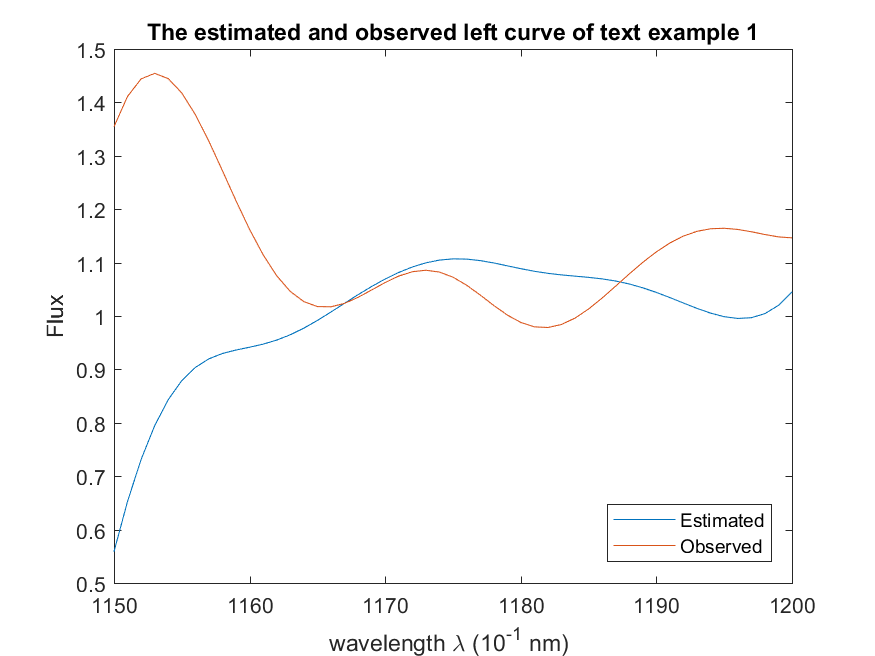 The estimated and observed left curve of text example 1
1.5
1.4
1.3
1.2
1.1
1
0.9
0.8
0.7
0.6
0.5
Flux
Estimated
Observed
1150 1160 1170 1180 1190 1200
wavelength λ (10⁻¹ nm)